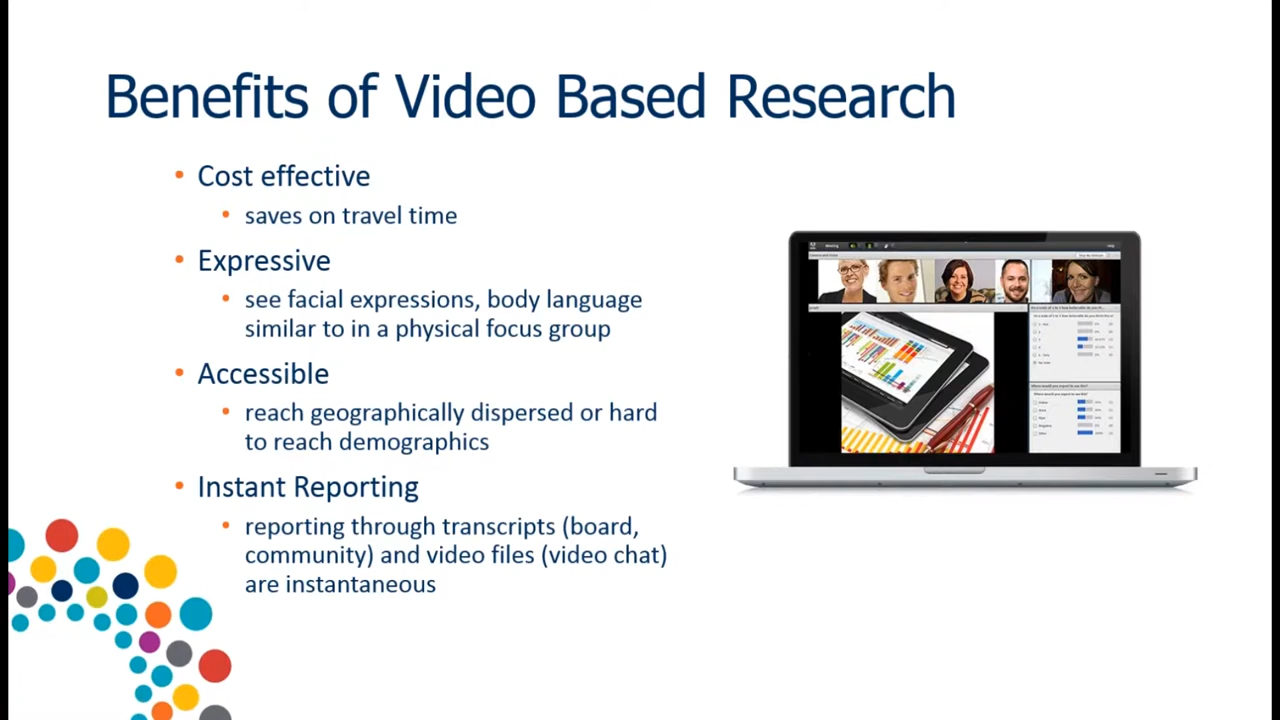 Benefits of Video Based Research
• Cost effective
• saves on travel time
• Expressive
• see facial expressions, body language
similar to in a physical focus group
• Accessible
• reach geographically dispersed or hard
to reach demographics
• Instant Reporting
• reporting through transcripts (board,
community) and video files (video chat)
are instantaneous
Meeting
Help